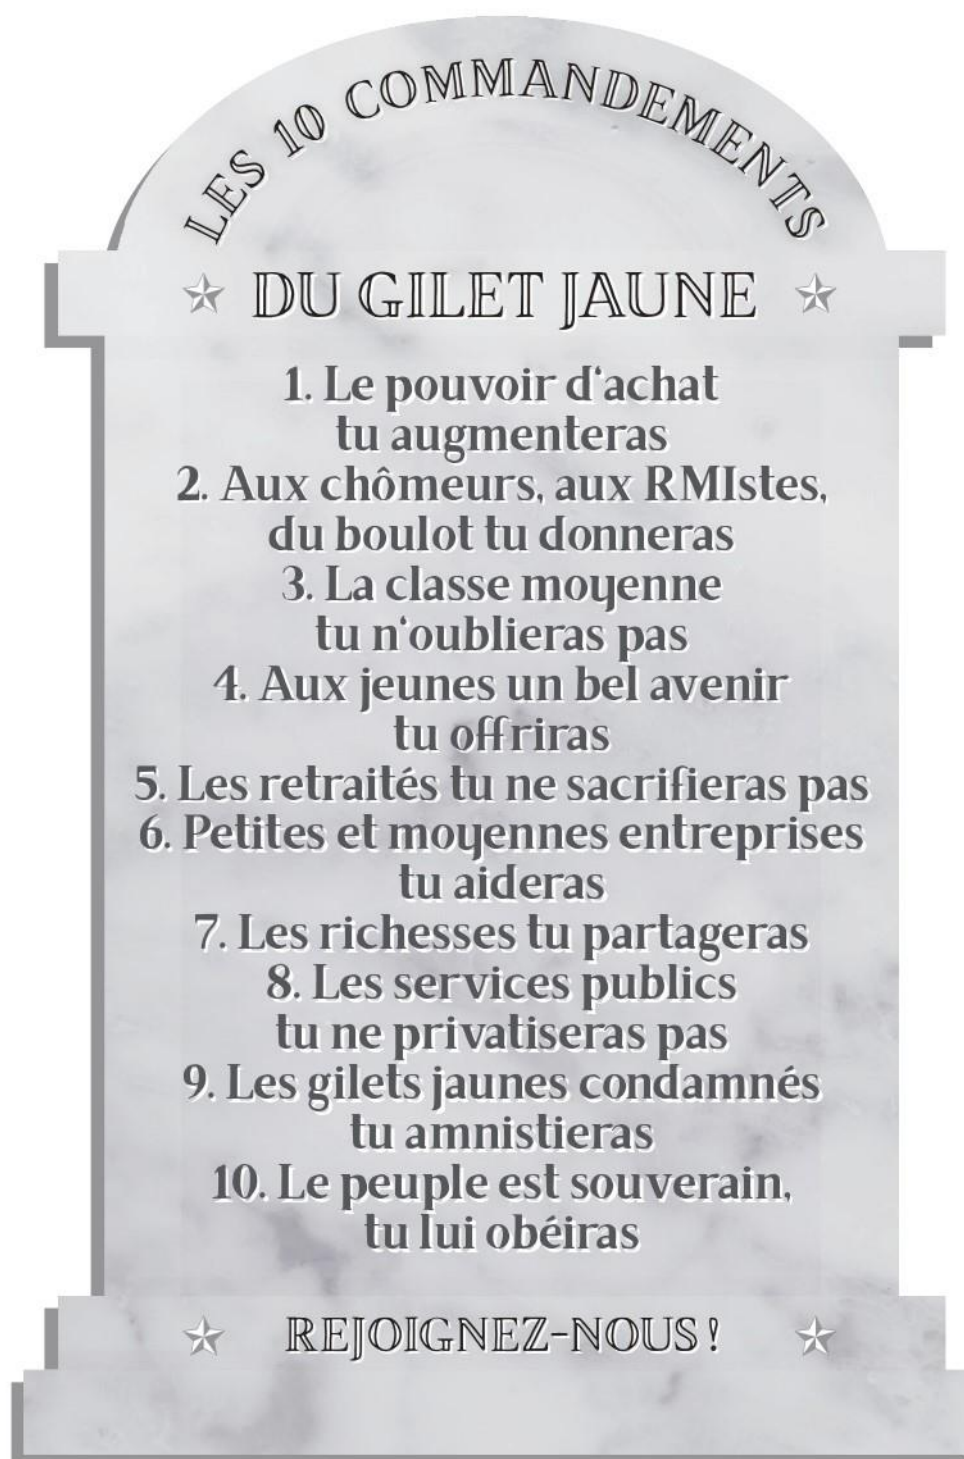 LES 10 COMMANDEMENTS
DU GILET JAUNE
1. Le pouvoir d'achat
tu augmenteras
2. Aux chômeurs, aux RMIstes,
du boulot tu donneras
3. La classe moyenne
tu n'oublieras pas
4. Aux jeunes un bel avenir
tu offriras
5. Les retraités tu ne sacrifieras pas
6. Petites et moyennes entreprises
tu aideras
7. Les richesses tu partageras
8. Les services publics
tu ne privatiseras pas
9. Les gilets jaunes condamnés
tu amnistieras
10. Le peuple est souverain,
tu lui obéiras
REJOIGNEZ-NOUS !